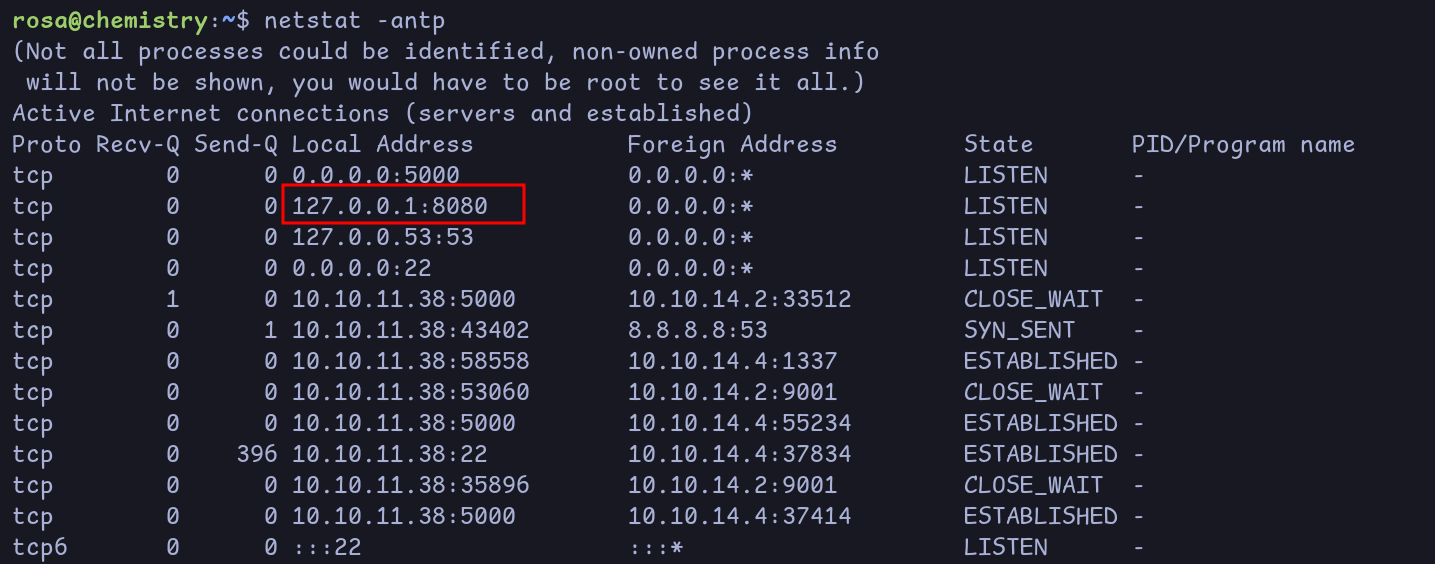 rosa@chemistry:~$ netstat -antp
(Not all processes could be identified, non-owned process info
 will not be shown, you would have to be root to see it all.)
Active Internet connections (servers and established)
Proto Recv-Q Send-Q Local Address           Foreign Address         State       PID/Program name
tcp        0      0 0.0.0.0:5000            0.0.0.0:*               LISTEN      -
tcp        0      0 127.0.0.1:8080          0.0.0.0:*               LISTEN      -
tcp        0      0 127.0.0.53:53           0.0.0.0:*               LISTEN      -
tcp        0      0 0.0.0.0:22              0.0.0.0:*               LISTEN      -
tcp        1      0 10.10.11.38:5000        10.10.14.2:33512        CLOSE_WAIT  -
tcp        0      1 10.10.11.38:43402       8.8.8.8:53              SYN_SENT    -
tcp        0      0 10.10.11.38:58558       10.10.14.4:1337         ESTABLISHED -
tcp        0      0 10.10.11.38:53060       10.10.14.2:9001         CLOSE_WAIT  -
tcp        0      0 10.10.11.38:5000        10.10.14.4:55234        ESTABLISHED -
tcp        0    396 10.10.11.38:22          10.10.14.4:37834        ESTABLISHED -
tcp        0      0 10.10.11.38:35896       10.10.14.2:9001         CLOSE_WAIT  -
tcp        0      0 10.10.11.38:5000        10.10.14.4:37414        ESTABLISHED -
tcp6       0      0 :::22                   :::*                    LISTEN      -